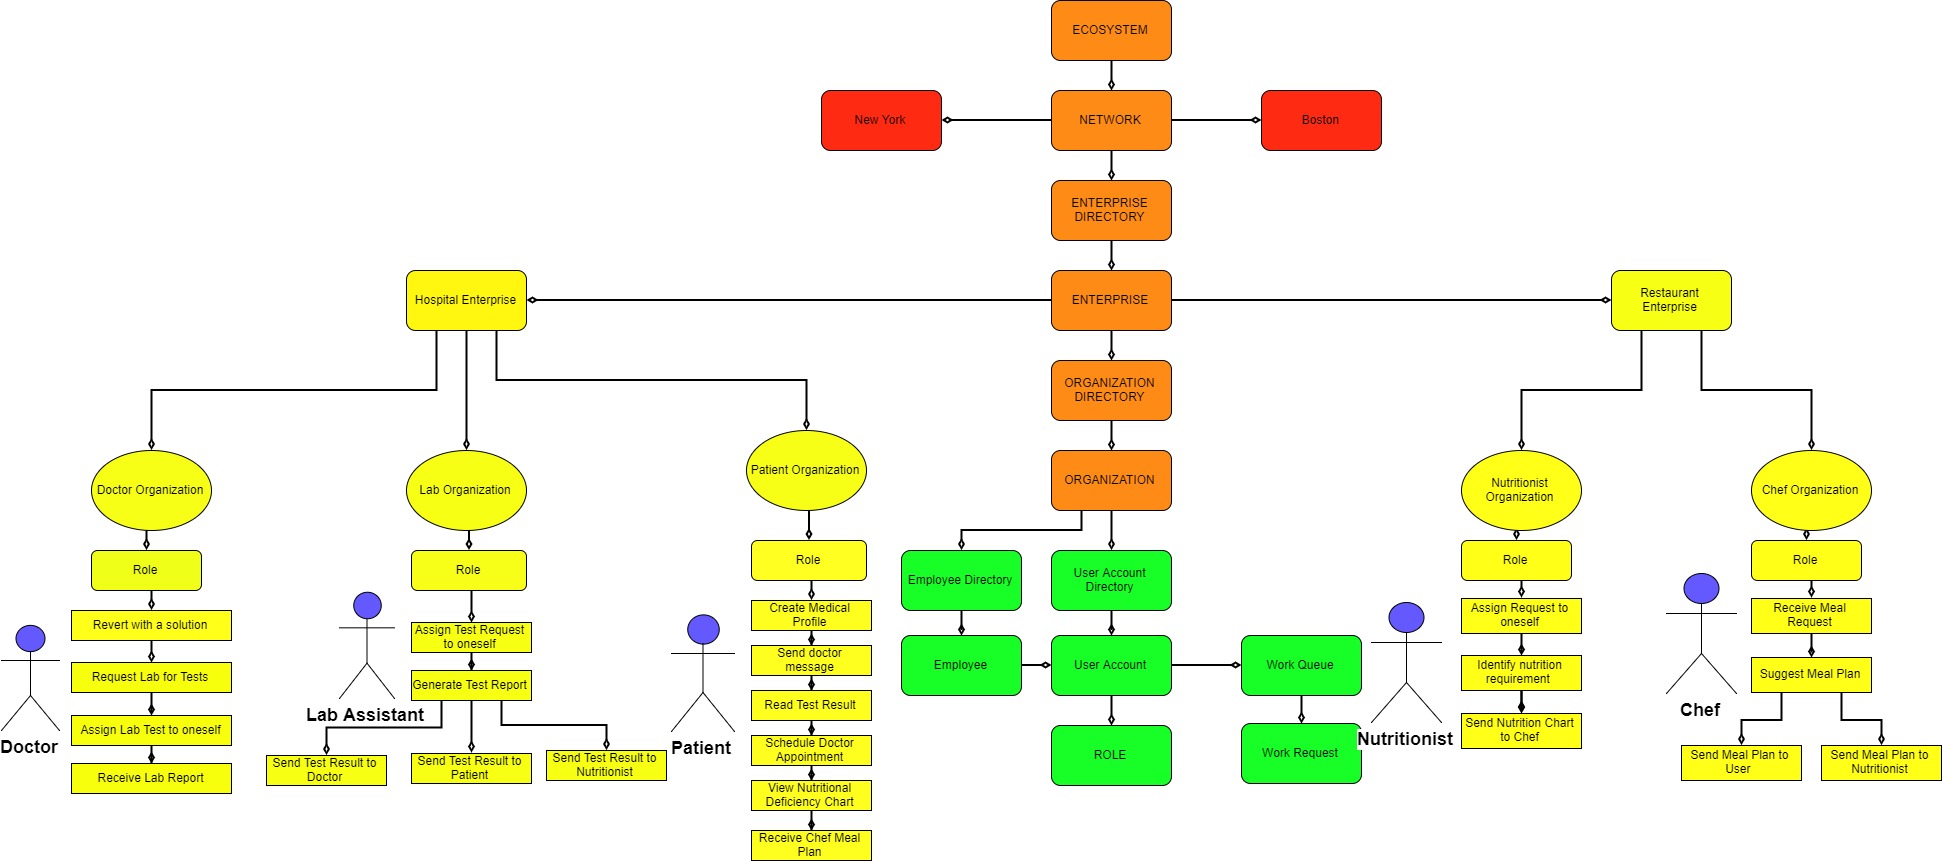 ECOSYSTEM
New York
NETWORK
Boston
ENTERPRISE
DIRECTORY
Hospital Enterprise
ENTERPRISE
Restaurant
Enterprise
ORGANIZATION
DIRECTORY
ORGANIZATION
Doctor Organization
Role
Revert with a solution
Request Lab for Tests
Assign Lab Test to oneself
Receive Lab Report
Doctor
Lab Organization
Role
Assign Test Request
to oneself
Generate Test Report
Lab Assistant
Send Test Result to
Doctor
Send Test Result to
Patient
Send Test Result to
Nutritionist
Patient Organization
Role
Create Medical
Profile
Send doctor
message
Read Test Result
Schedule Doctor
Appointment
View Nutritional
Deficiency Chart
Receive Chef Meal
Plan
Patient
Employee Directory
User Account
Directory
Employee
User Account
Work Queue
ROLE
Work Request
Nutritionist
Organization
Role
Assign Request to
oneself
Identify nutrition
requirement
Send Nutrition Chart
to Chef
Nutritionist
Chef Organization
Role
Receive Meal
Request
Suggest Meal Plan
Chef
Send Meal Plan to
User
Send Meal Plan to
Nutritionist